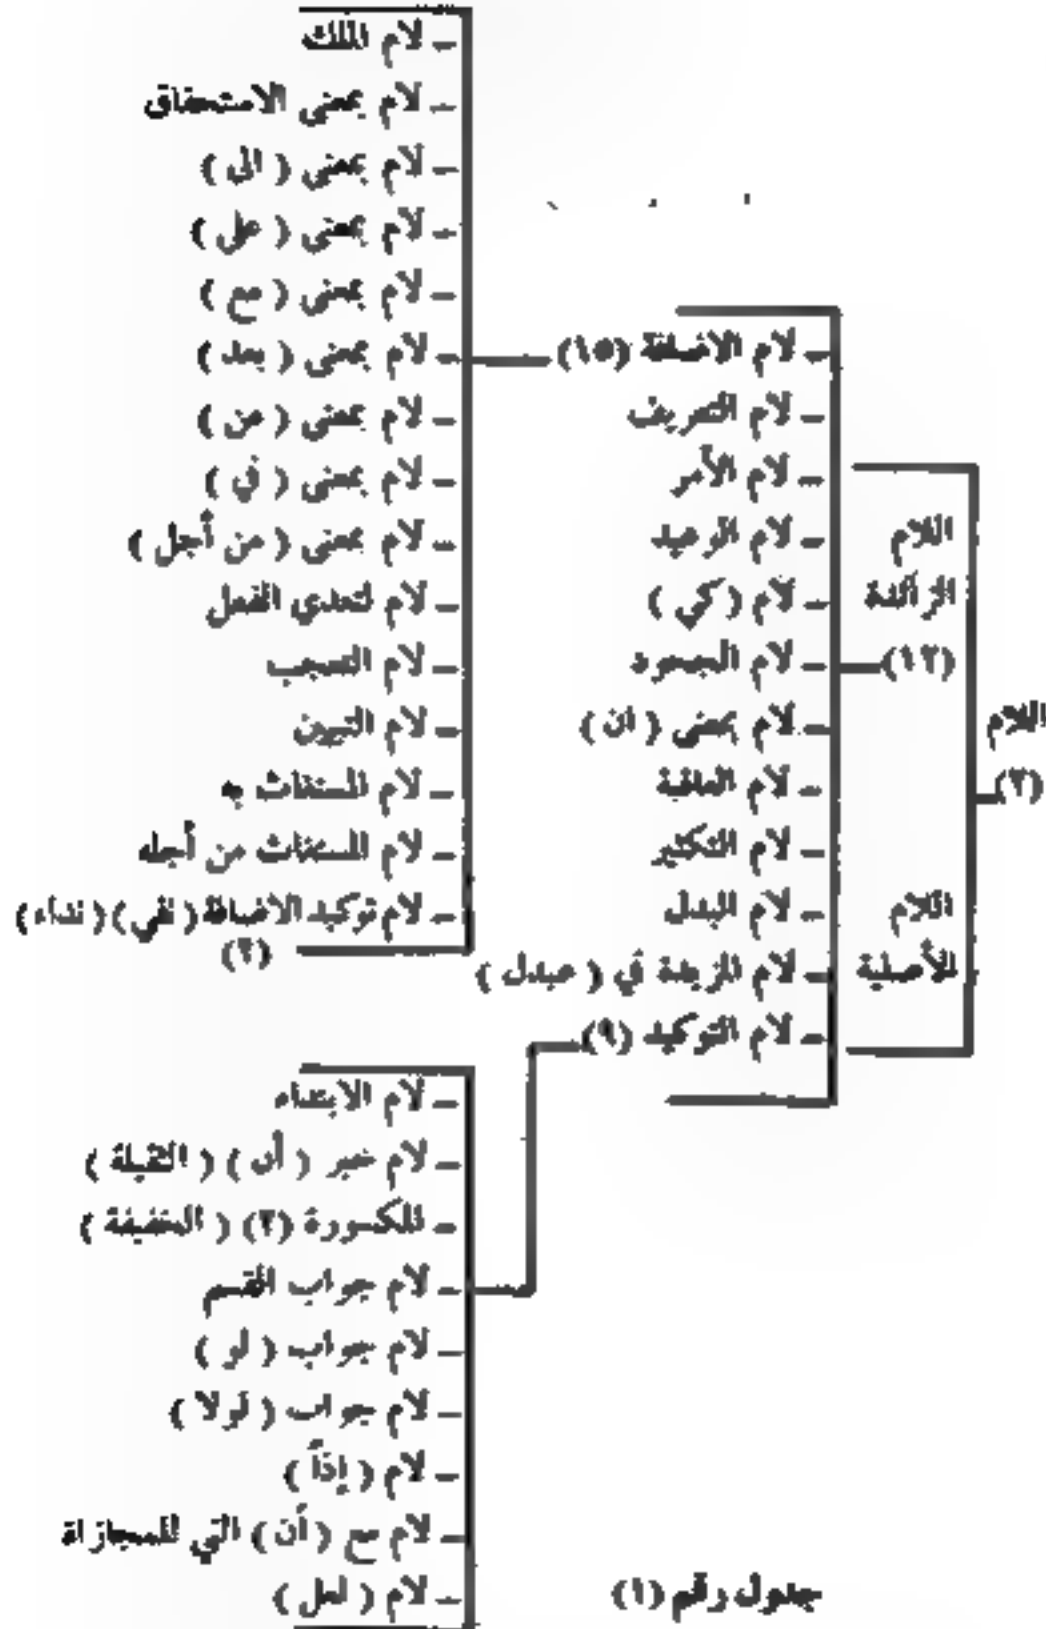 اللام
(٢)
اللام
الزائدة
(١٢)
اللام
الأصلية
ـ لام الاضافة (١٥)
ـ لام التعريف
ـ لام الأمر
ـ لام الوعيد
ـ لام (كي)
ـ لام الجحود
ـ لام بمعنى (ان)
ـ لام العاقبة
ـ لام التكثير
ـ لام البدل
ـ لام المزيدة في (عبدل)
ـ لام التوكيد (٩)
ـ لام الملك
ـ لام بمعنى الاستحقاق
ـ لام بمعنى (الى)
ـ لام بمعنى (على)
ـ لام بمعنى (مع)
ـ لام بمعنى (بعد)
ـ لام بمعنى (من)
ـ لام بمعنى (في)
ـ لام بمعنى (من أجل)
ـ لام لتعدي الفعل
ـ لام التعجب
ـ لام التبيين
ـ لام المستغاث به
ـ لام المستغاث من أجله
ـ لام توكيد الاضافة (نفي) (نداء)
(٢)
ـ لام الابتداء
ـ لام خبر (أن) (الثقيلة)
ـ المكسورة (٢) (الخفيفة)
ـ لام جواب القسم
ـ لام جواب (لو)
ـ لام جواب (لولا)
ـ لام (إذاً)
ـ لام مع (أن) التي للمجازاة
ـ لام (لعل)
جدول رقم (١)